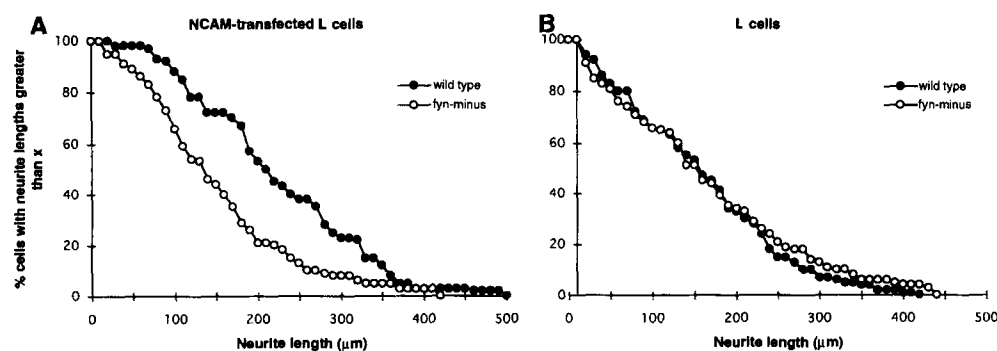 A
NCAM-transfected L cells
% cells with neurite lengths greater
than x
100
80
60
40
20
0
wild type
fyn-minus
0 100 200 300 400 500
Neurite length (µm)
B
L cells
100
80
60
40
20
0
wild type
fyn-minus
0 100 200 300 400 500
Neurite length (µm)